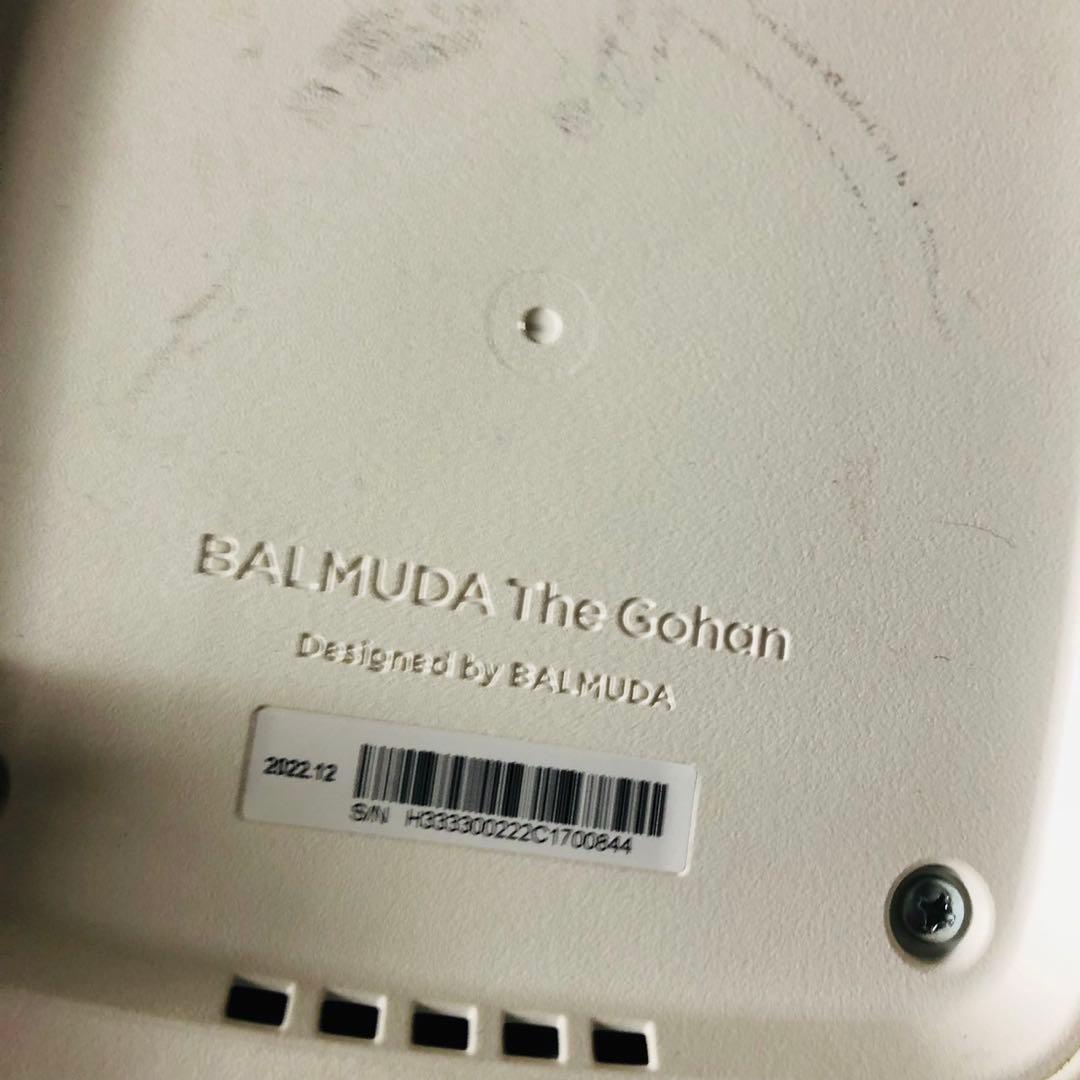 BALMUDA The Gohan
Designed by BALMUDA
2022.12
S/N H333300222C1700844